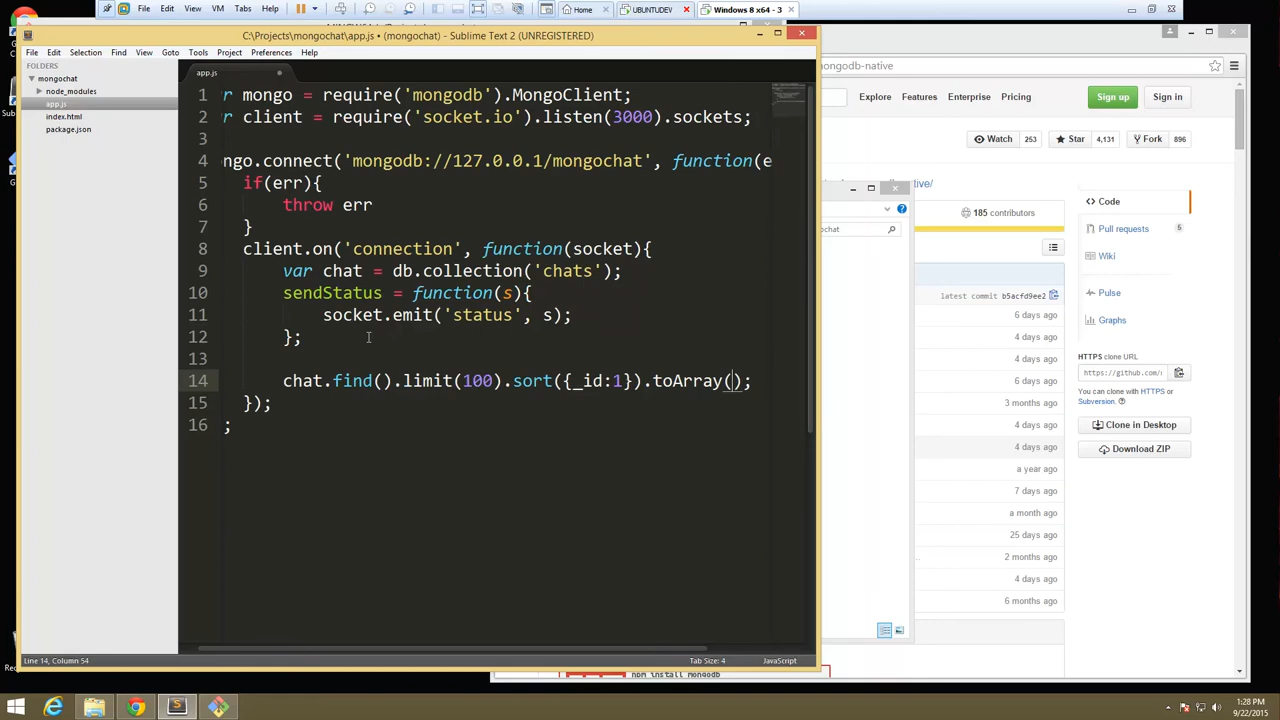 File Edit View VM Tabs Help
Home
UBUNTUDEV
Windows 8 x64 - 3
C:\Projects\mongochat\app.js • (mongochat) - Sublime Text 2 (UNREGISTERED)
File Edit Selection Find View Goto Tools Project Preferences Help
FOLDERS
mongochat
node_modules
app.js
index.html
package.json
app.js
1 r mongo = require('mongodb').MongoClient;
2 r client = require('socket.io').listen(3000).sockets;
3
4 ngo.connect('mongodb://127.0.0.1/mongochat', function(e
5 if(err){
6 throw err
7 }
8 client.on('connection', function(socket){
9 var chat = db.collection('chats');
10 sendStatus = function(s){
11 socket.emit('status', s);
12 };
13
14 chat.find().limit(100).sort({_id:1}).toArray();
15 });
16 ;
Line 14, Column 54
Tab Size: 4
JavaScript
mongodb-native
Explore Features Enterprise Pricing
Sign up
Sign in
Watch 253
Star 4,131
Fork 896
/
185 contributors
chat
latest commit b5acfd9ee2
6 days ago
4 days ago
4 days ago
6 days ago
3 months ago
4 days ago
4 days ago
a year ago
7 days ago
a month ago
25 days ago
2 months ago
4 days ago
6 months ago
Code
Pull requests 5
Wiki
Pulse
Graphs
HTTPS clone URL
https://github.com/
You can clone with HTTPS or
Subversion.
Clone in Desktop
Download ZIP
npm install mongodb
1:28 PM
9/22/2015